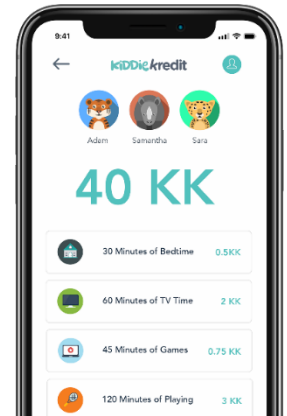 9:41
KiDDie kredit
Adam Samantha Sara
40 KK
30 Minutes of Bedtime 0.5KK
60 Minutes of TV Time 2 KK
45 Minutes of Games 0.75 KK
120 Minutes of Playing 3 KK